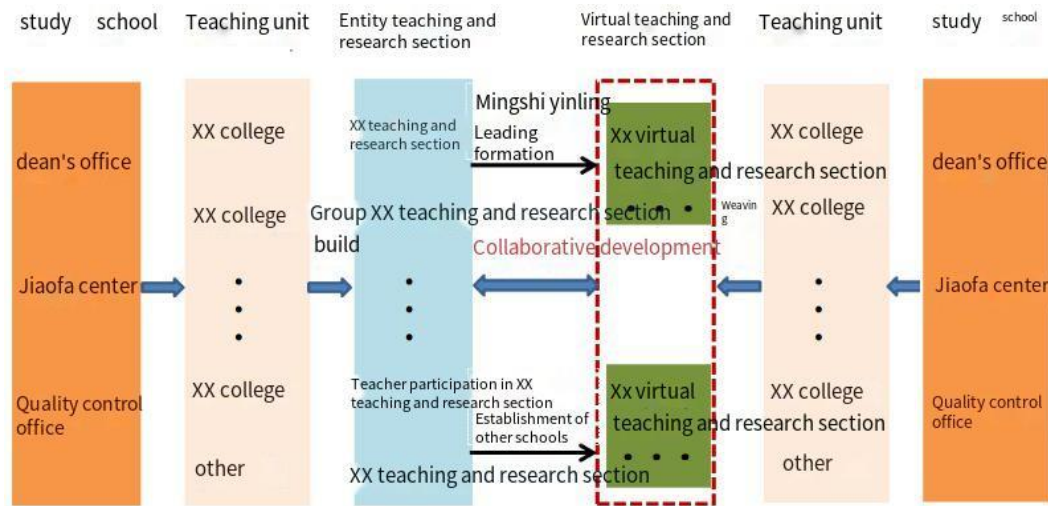 study school
Teaching unit
Entity teaching and
research section
Virtual teaching and
research section
Teaching unit
study school
dean's office
Jiaofa center
Quality control
office
XX college
XX college
XX college
other
XX teaching and
research section
Group XX teaching and research section
build
Teacher participation in XX
teaching and research section
XX teaching and research section
Mingshi yinling
Leading
formation
Collaborative development
Establishment of
other schools
Xx virtual
teaching and research section
Xx virtual
teaching and research section
Weavin
g
XX college
XX college
XX college
other
dean's office
Jiaofa center
Quality control
office